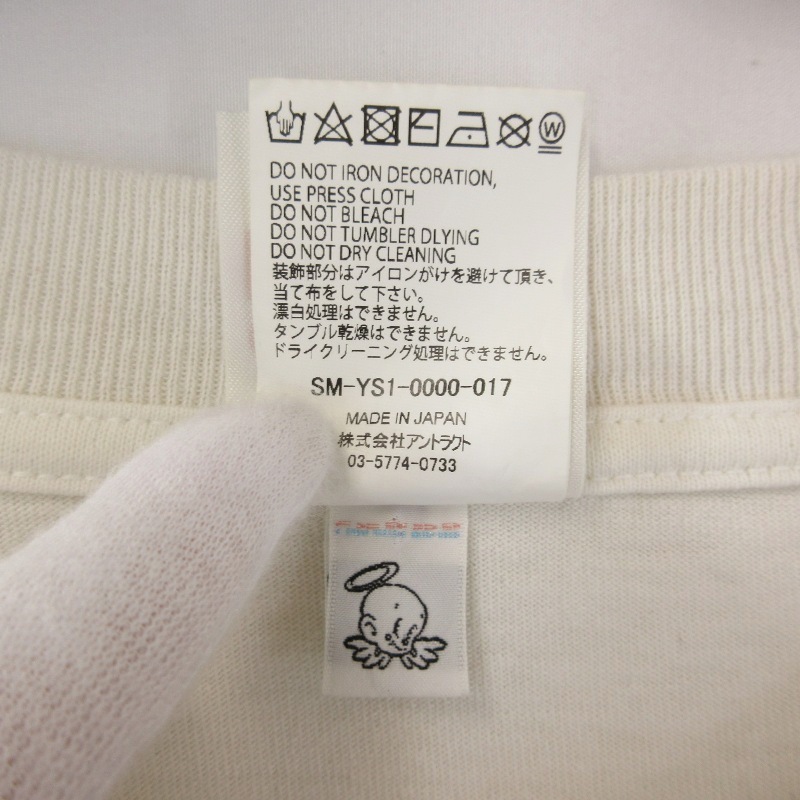 W
DO NOT IRON DECORATION,
USE PRESS CLOTH
DO NOT BLEACH
DO NOT TUMBLER DLYING
DO NOT DRY CLEANING
装飾部分はアイロンがけを避けて頂き、
当て布をして下さい。
漂白処理はできません。
タンブル乾燥はできません。
ドライクリーニング処理はできません。
SM-YS1-0000-017
MADE IN JAPAN
株式会社アントラクト
03-5774-0733